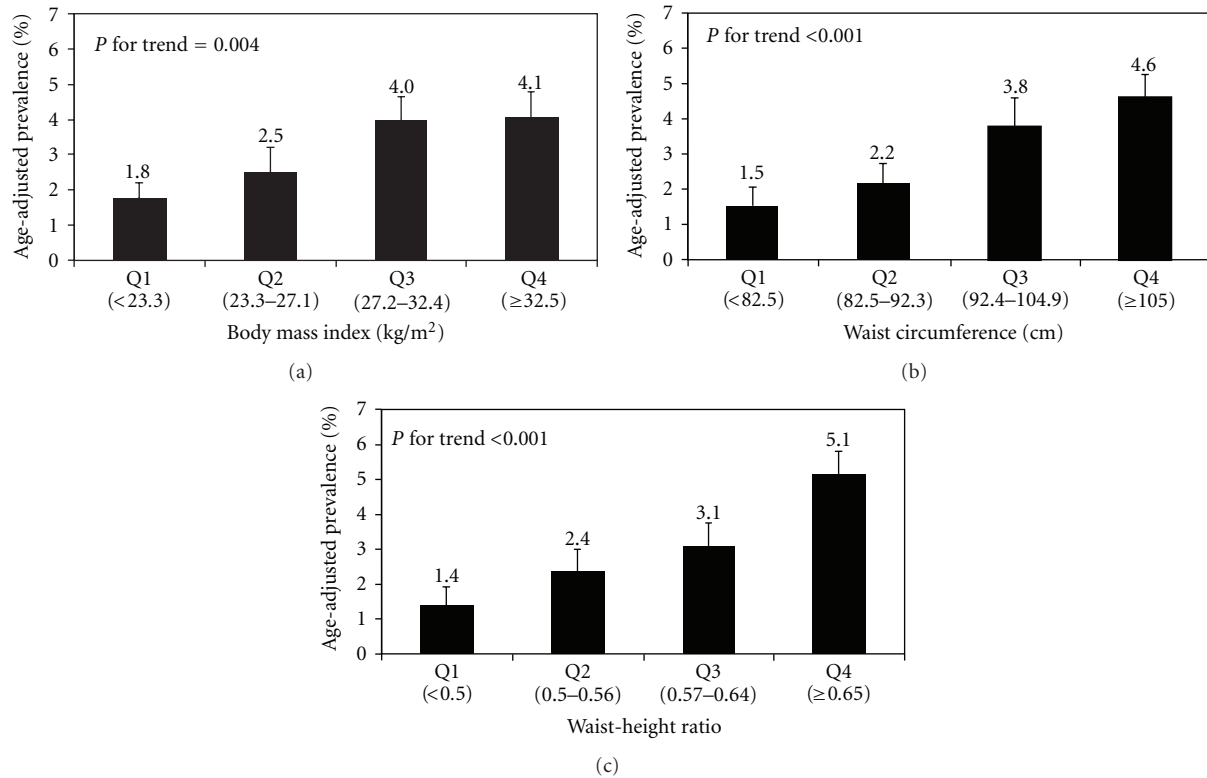 Age-adjusted prevalence (%)
7
6
5
4
3
2
1
0
P for trend = 0.004
1.8
2.5
4.0
4.1
Q1
(<23.3)
Q2
(23.3–27.1)
Q3
(27.2–32.4)
Q4
(≥32.5)
Body mass index (kg/m²)
(a)
Age-adjusted prevalence (%)
7
6
5
4
3
2
1
0
P for trend <0.001
1.5
2.2
3.8
4.6
Q1
(<82.5)
Q2
(82.5–92.3)
Q3
(92.4–104.9)
Q4
(≥105)
Waist circumference (cm)
(b)
Age-adjusted prevalence (%)
7
6
5
4
3
2
1
0
P for trend <0.001
1.4
2.4
3.1
5.1
Q1
(<0.5)
Q2
(0.5–0.56)
Q3
(0.57–0.64)
Q4
(≥0.65)
Waist-height ratio
(c)